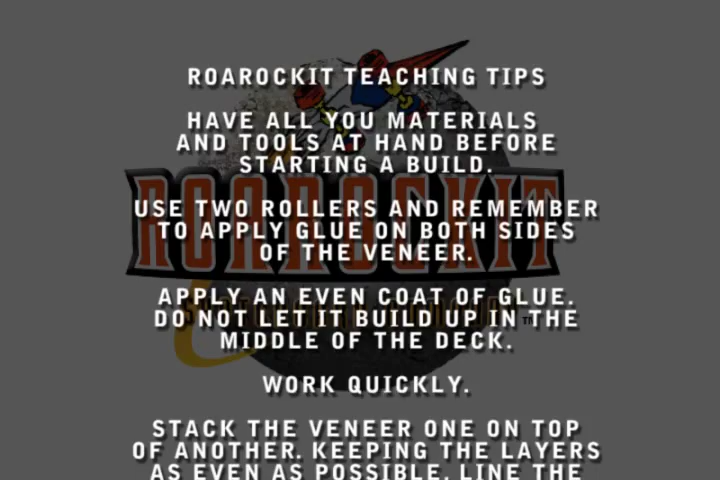 ROAROCKIT TEACHING TIPS
HAVE ALL YOU MATERIALS
AND TOOLS AT HAND BEFORE
STARTING A BUILD.
USE TWO ROLLERS AND REMEMBER
TO APPLY GLUE ON BOTH SIDES
OF THE VENEER.
APPLY AN EVEN COAT OF GLUE.
DO NOT LET IT BUILD UP IN THE
MIDDLE OF THE DECK.
WORK QUICKLY.
STACK THE VENEER ONE ON TOP
OF ANOTHER. KEEPING THE LAYERS
AS EVEN AS POSSIBLE. LINE THE
ROAROCKIT
TM